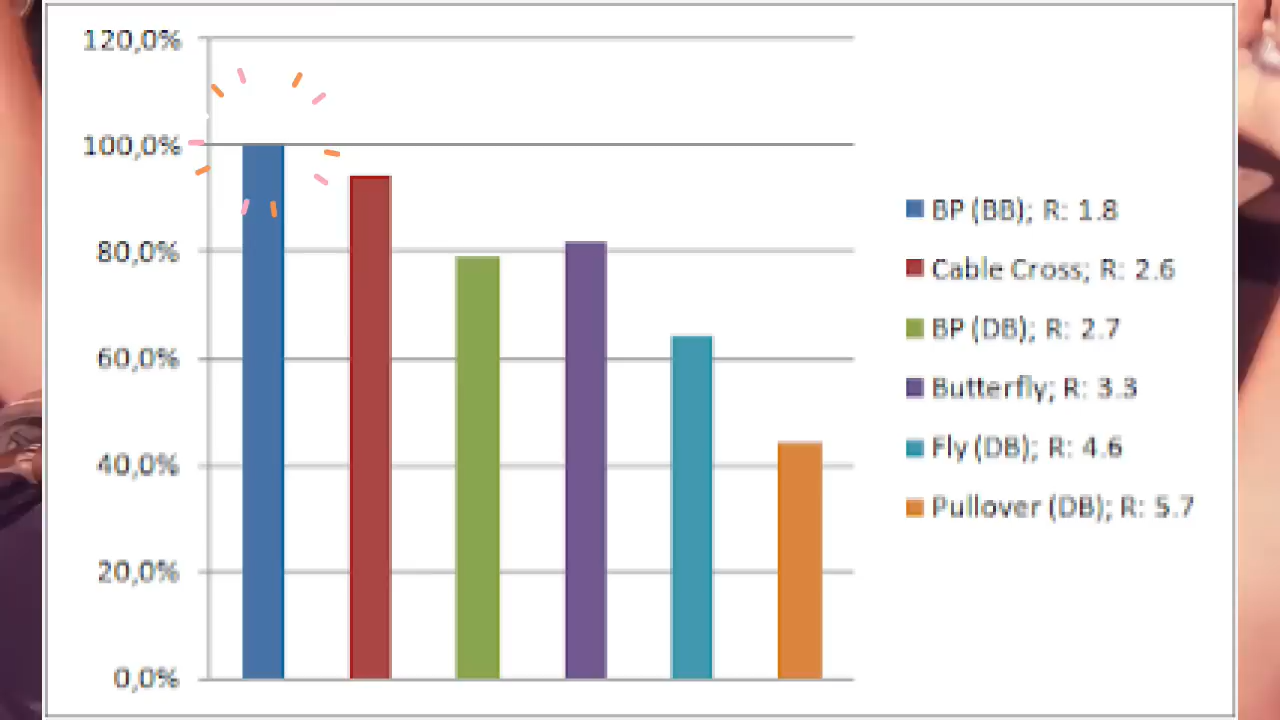 120,0%
100,0%
80,0%
60,0%
40,0%
20,0%
0,0%
BP (BB); R: 1.8
Cable Cross; R: 2.6
BP (DB); R: 2.7
Butterfly; R: 3.3
Fly (DB); R: 4.6
Pullover (DB); R: 5.7